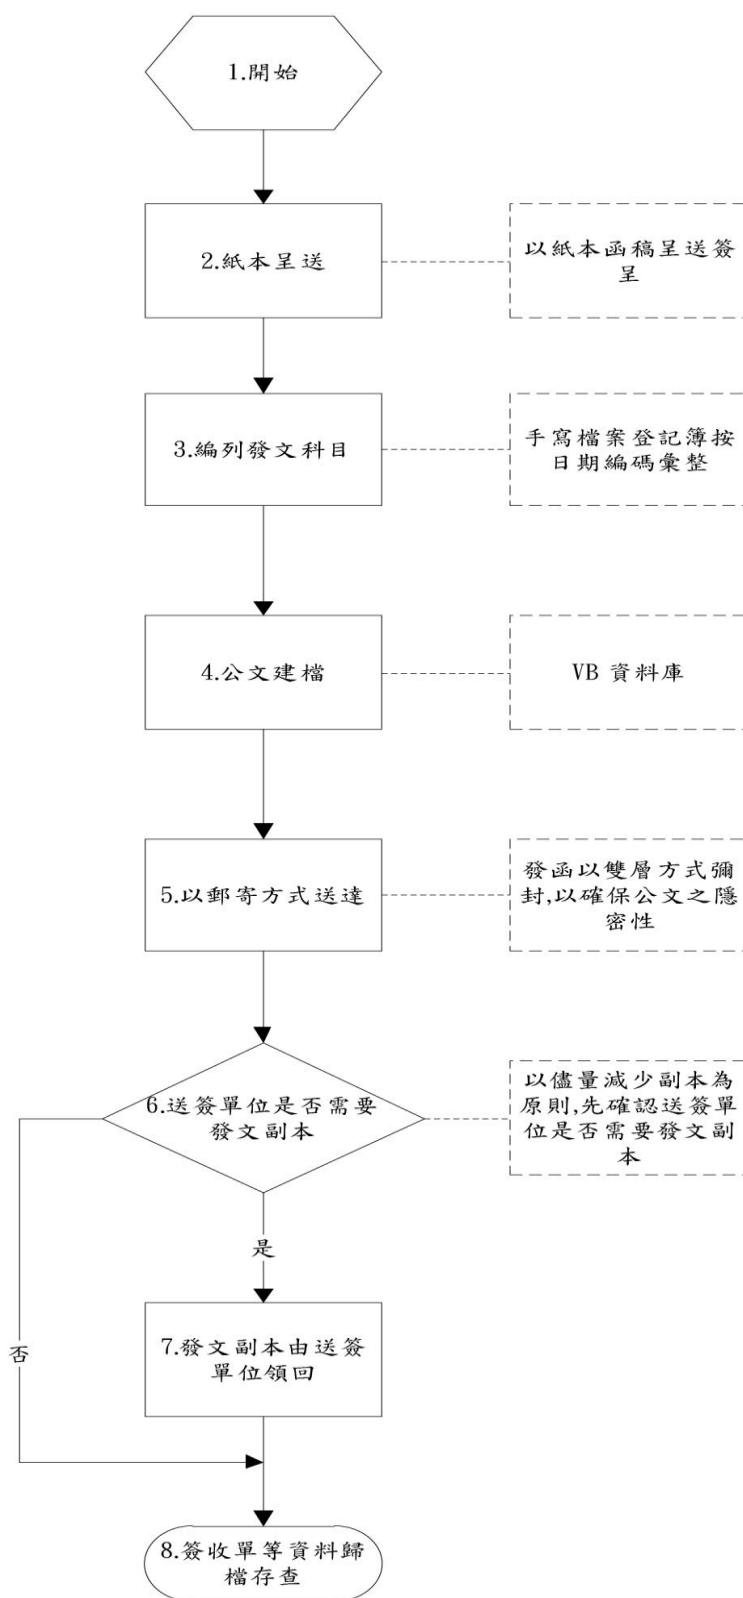 1.開始
2.紙本呈送
以紙本函稿呈送簽
呈
3.編列發文科目
手寫檔案登記簿按
日期編碼彙整
4.公文建檔
VB 資料庫
5.以郵寄方式送達
發函以雙層方式彌
封,以確保公文之隱
密性
6.送簽單位是否需要
發文副本
以儘量減少副本為
原則,先確認送簽單
位是否需要發文副
本
是
7.發文副本由送簽
單位領回
否
8.簽收單等資料歸
檔存查